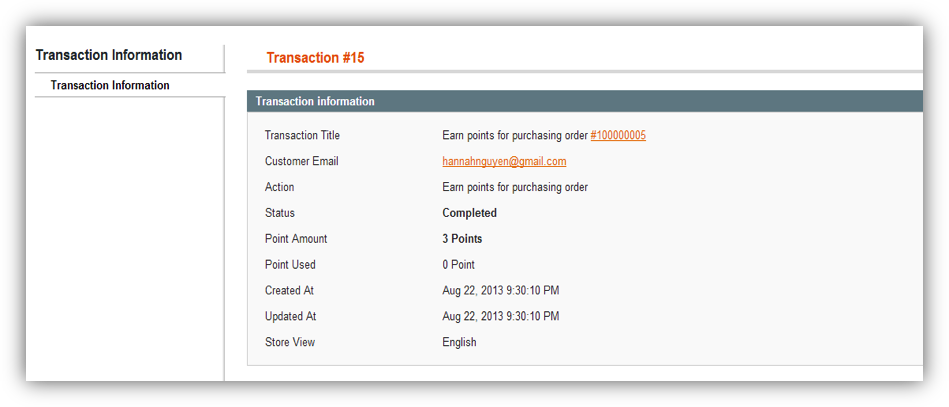 Transaction Information
Transaction Information
Transaction #15
Transaction information
Transaction Title Earn points for purchasing order #100000005
Customer Email hannahnguyen@gmail.com
Action Earn points for purchasing order
Status Completed
Point Amount 3 Points
Point Used 0 Point
Created At Aug 22, 2013 9:30:10 PM
Updated At Aug 22, 2013 9:30:10 PM
Store View English